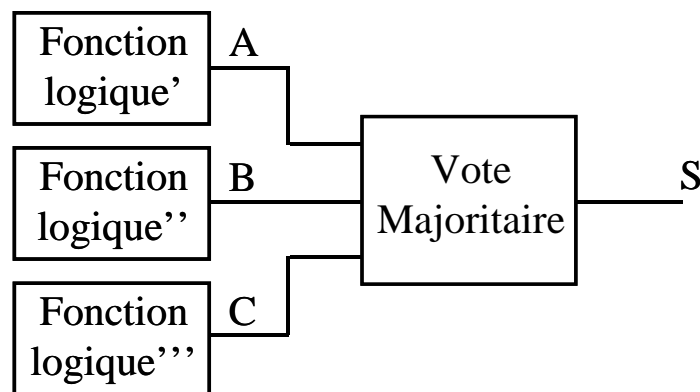 Fonction
logique'
A
Fonction
logique’’
B
Fonction
logique’’’
C
Vote
Majoritaire
S